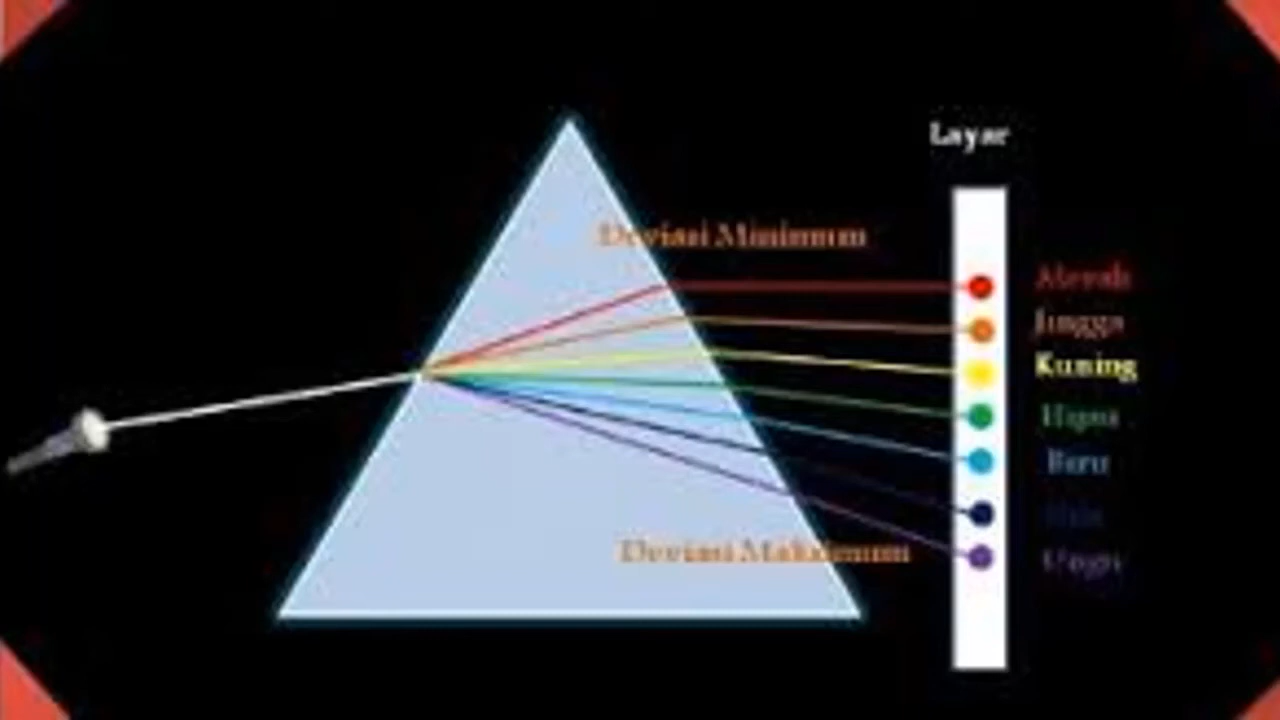 Layar
Deviasi Minimum
Merah
Jingga
Kuning
Hijau
Biru
Deviasi Maksimum
Ungu